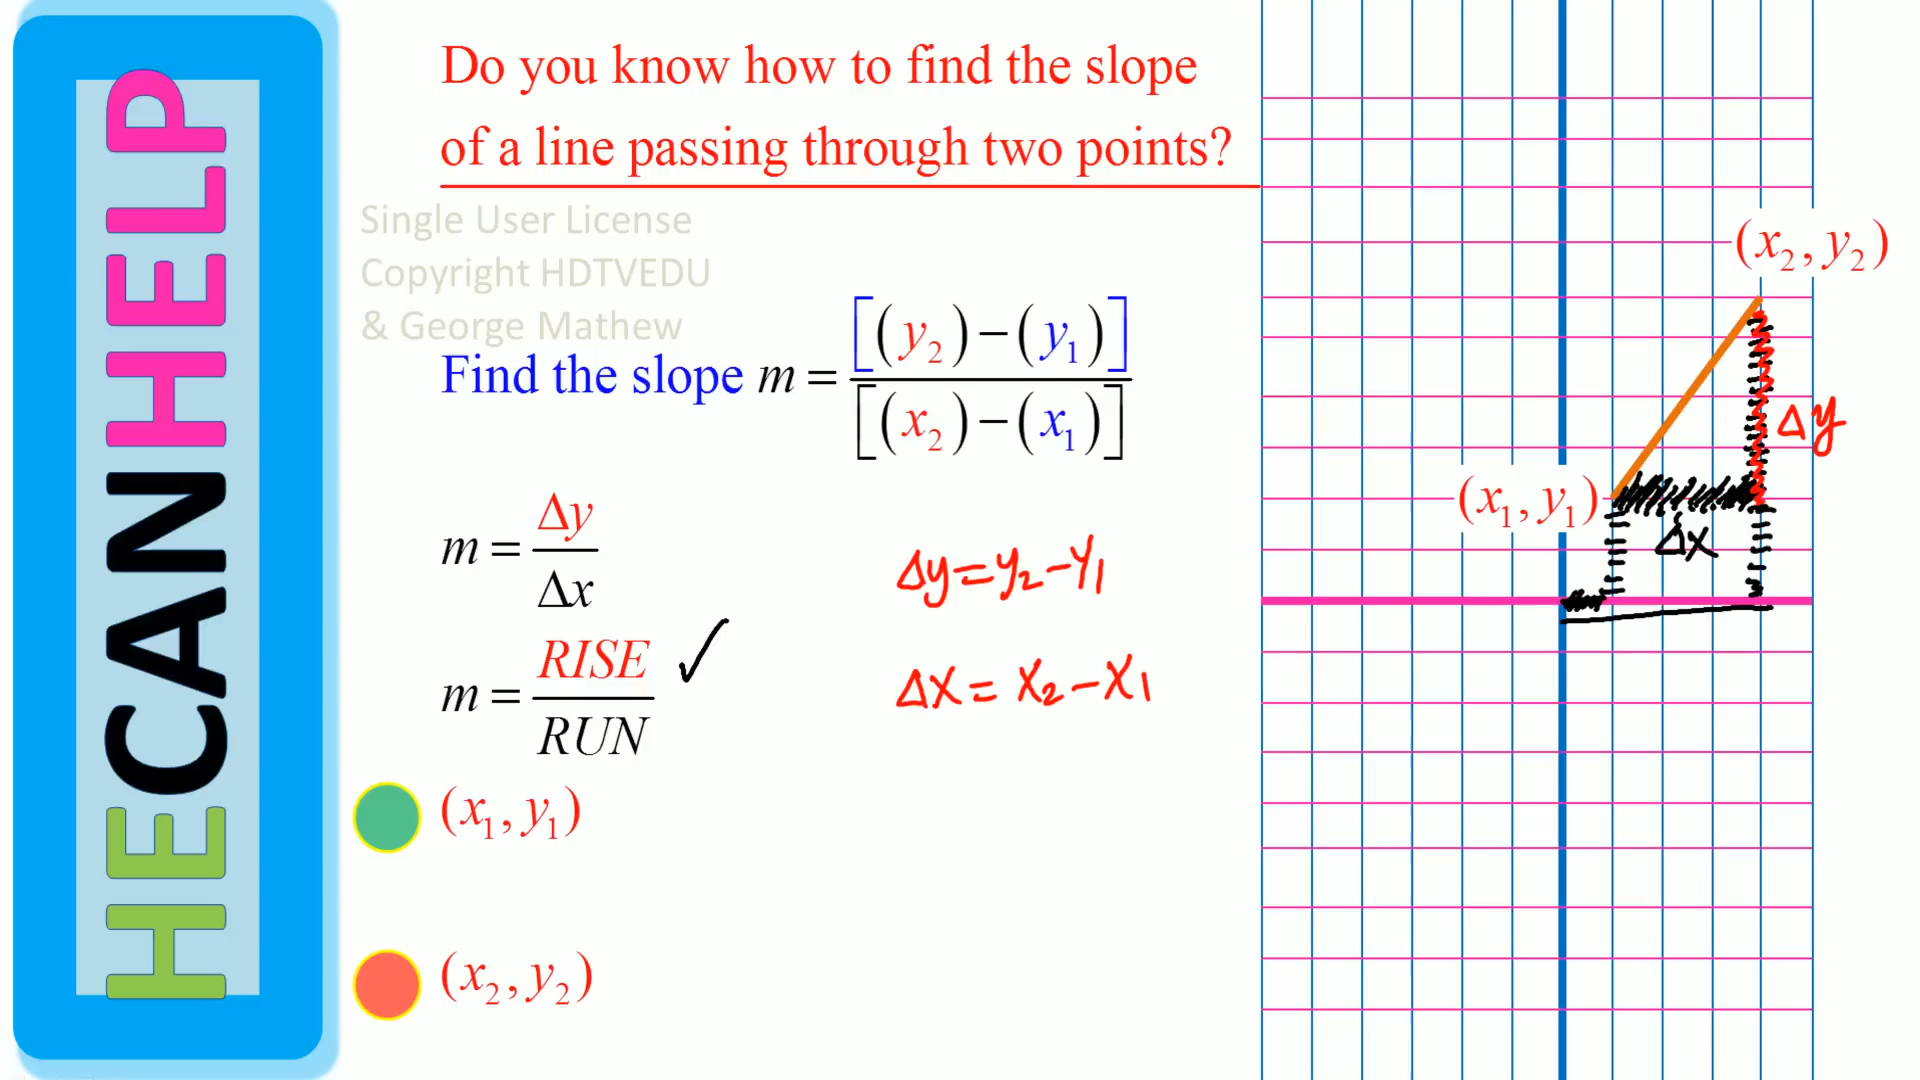 HECANHELP
Do you know how to find the slope
of a line passing through two points?
Single User License
Copyright HDTVEDU
& George Mathew
Find the slope m = [(y₂)−(y₁)] / [(x₂)−(x₁)]
m = Δy / Δx
m = RISE / RUN ✓
Δy = y₂ − y₁
Δx = x₂ − x₁
(x₁, y₁)
(x₂, y₂)
(x₂, y₂)
Δy
(x₁, y₁)
Δx